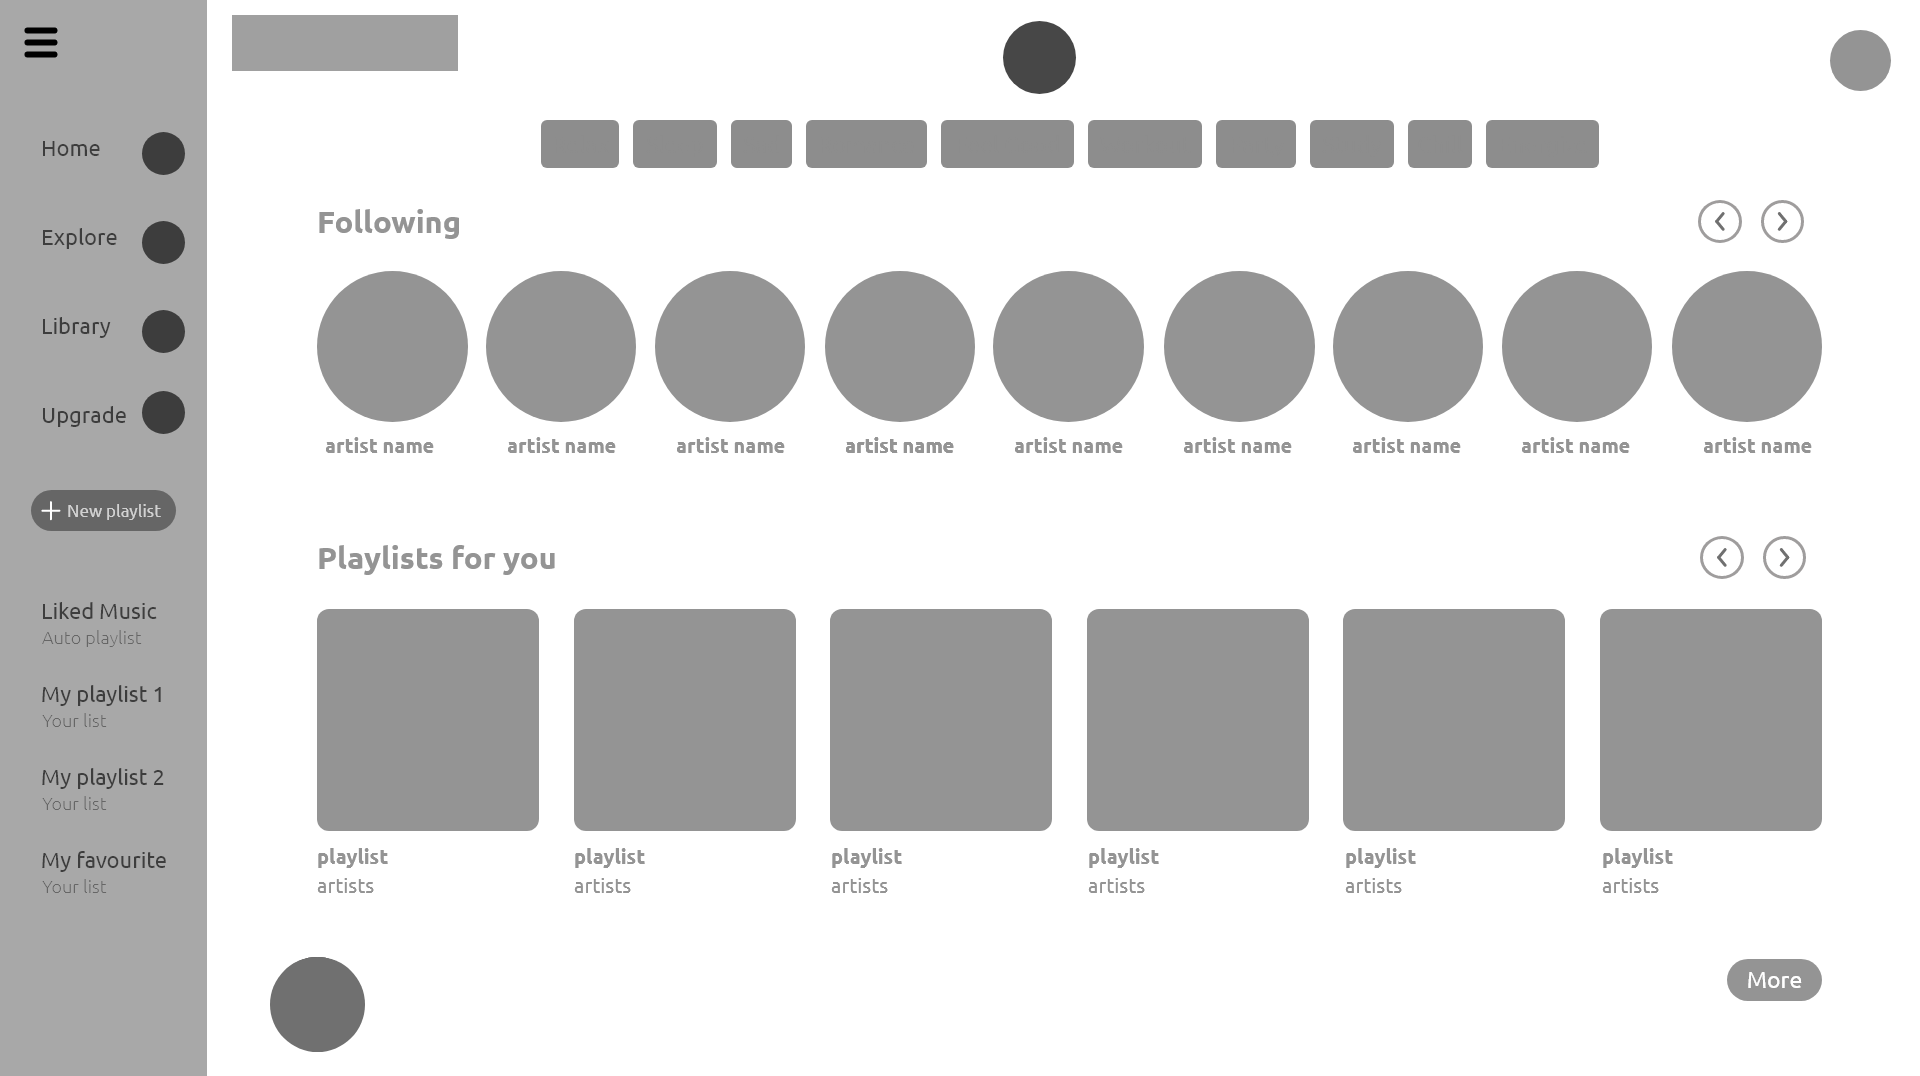 Home
Explore
Library
Upgrade
New playlist
Liked Music
Auto playlist
My playlist 1
Your list
My playlist 2
Your list
My favourite
Your list
Following
artist name artist name artist name artist name artist name artist name artist name artist name artist name
Playlists for you
playlist playlist playlist playlist playlist playlist
artists artists artists artists artists artists
More